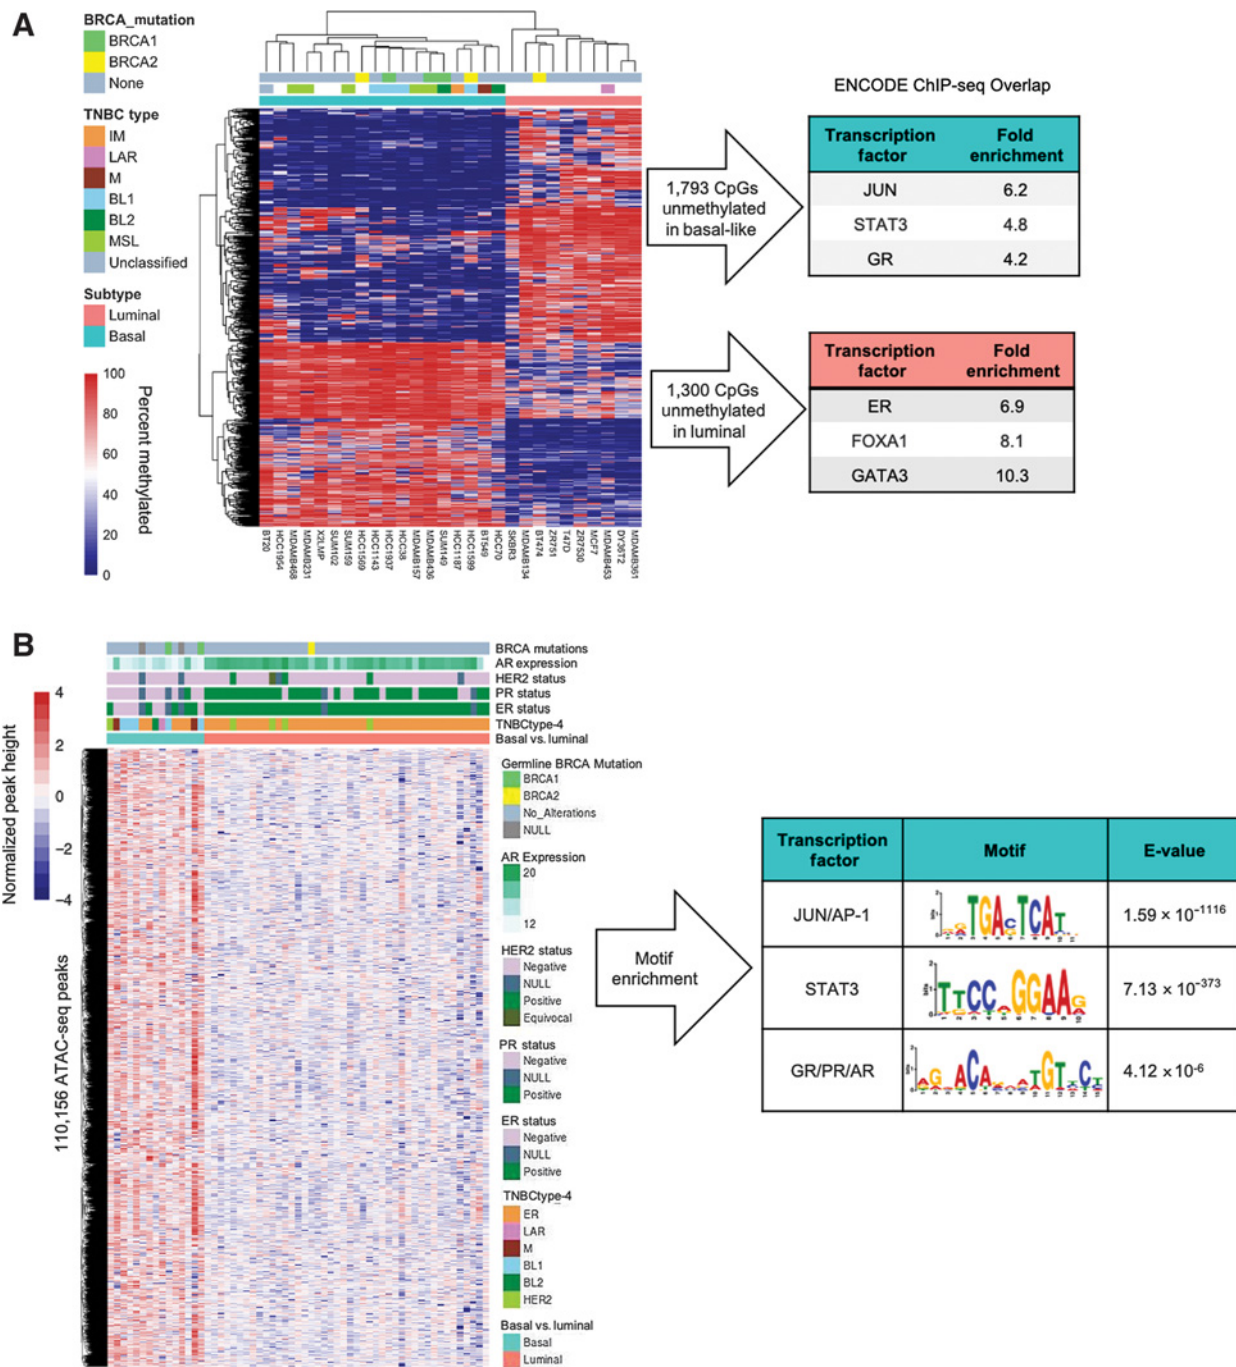 A
BRCA_mutation
BRCA1
BRCA2
None
TNBC type
IM
LAR
M
BL1
BL2
MSL
Unclassified
Subtype
Luminal
Basal
100
80
60
40
20
0
Percent methylated
BT20
HCC1954
MDAMB468
MDAMB231
X2LMP
SUM102
SUM159
HCC1569
HCC1143
HCC1937
HCC38
MDAMB157
MDAMB436
SUM149
HCC1187
HCC1599
BT549
HCC70
SKBR3
MDAMB134
BT474
ZR751
T47D
ZR7530
MCF7
MDAMB453
DY36T2
MDAMB361
1,793 CpGs
unmethylated
in basal-like
1,300 CpGs
unmethylated
in luminal
ENCODE ChIP-seq Overlap
Transcription factor Fold enrichment
JUN 6.2
STAT3 4.8
GR 4.2
Transcription factor Fold enrichment
ER 6.9
FOXA1 8.1
GATA3 10.3
B
BRCA mutations
AR expression
HER2 status
PR status
ER status
TNBCtype-4
Basal vs. luminal
4
2
0
−2
−4
Normalized peak height
110,156 ATAC-seq peaks
Germline BRCA Mutation
BRCA1
BRCA2
No_Alterations
NULL
AR Expression
20
12
HER2 status
Negative
NULL
Positive
Equivocal
PR status
Negative
NULL
Positive
ER status
Negative
NULL
Positive
TNBCtype-4
ER
LAR
M
BL1
BL2
HER2
Basal vs. luminal
Basal
Luminal
Motif
enrichment
Transcription factor Motif E-value
JUN/AP-1 1.59 × 10⁻¹¹¹⁶
STAT3 7.13 × 10⁻³⁷³
GR/PR/AR 4.12 × 10⁻⁶